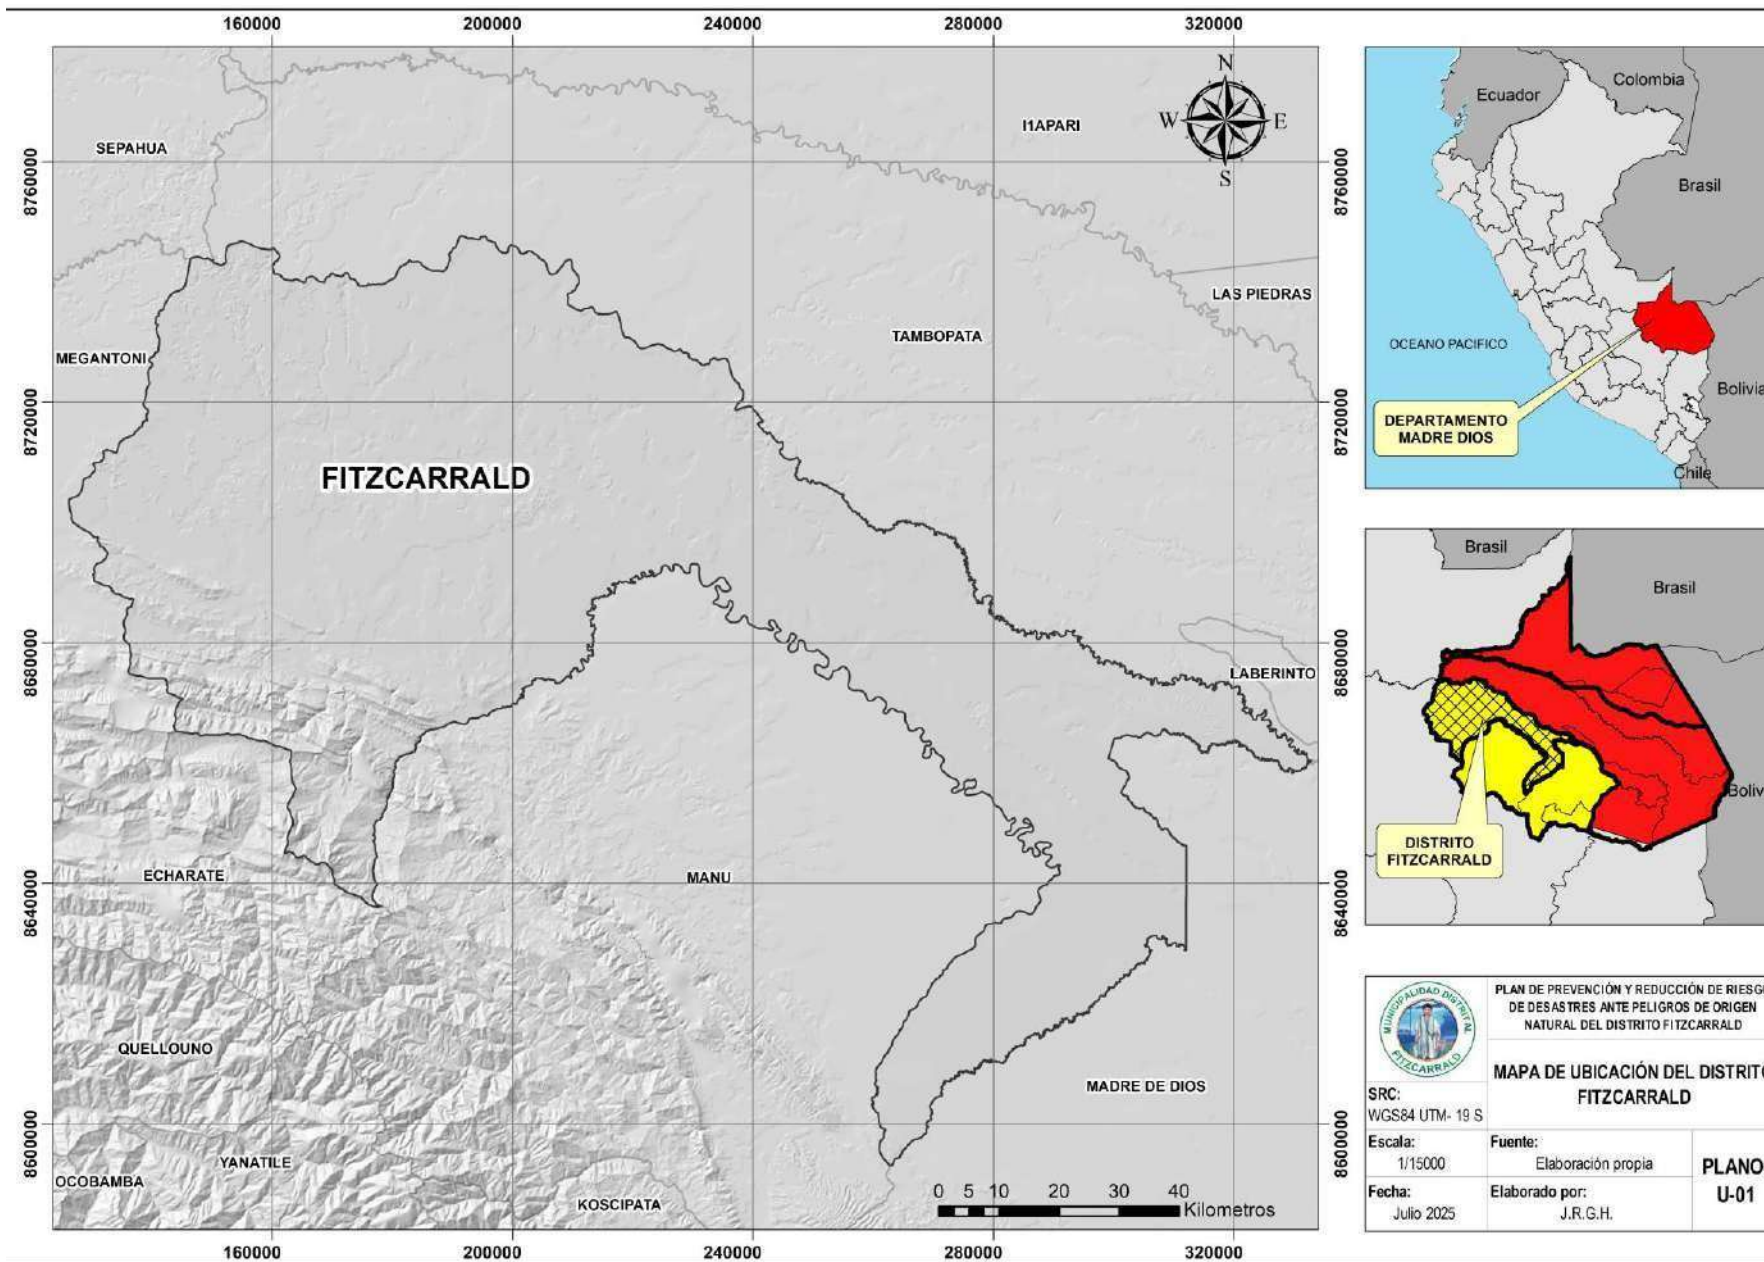 160000 200000 240000 280000 320000
8760000 8720000 8680000 8640000 8600000
N
W E
S
SEPAHUA
I1APARI
LAS PIEDRAS
TAMBOPATA
MEGANTONI
FITZCARRALD
LABERINTO
ECHARATE
MANU
QUELLOUNO
MADRE DE DIOS
YANATILE
OCOBAMBA
KOSCIPATA
0 5 10 20 30 40
Kilometros
8760000 8720000 8680000 8640000 8600000
160000 200000 240000 280000 320000
Colombia
Ecuador
Brasil
OCEANO PACIFICO
Bolivia
DEPARTAMENTO
MADRE DIOS
Chile
Brasil
Brasil
Boliv
DISTRITO
FITZCARRALD
MUNICIPALIDAD DISTRITAL
FITZCARRALD
PLAN DE PREVENCIÓN Y REDUCCIÓN DE RIESG
DE DESASTRES ANTE PELIGROS DE ORIGEN
NATURAL DEL DISTRITO FITZCARRALD
MAPA DE UBICACIÓN DEL DISTRITO
FITZCARRALD
SRC:
WGS84 UTM- 19 S
Escala:
1/15000
Fuente:
Elaboración propia
PLANO
U-01
Fecha:
Julio 2025
Elaborado por:
J.R.G.H.